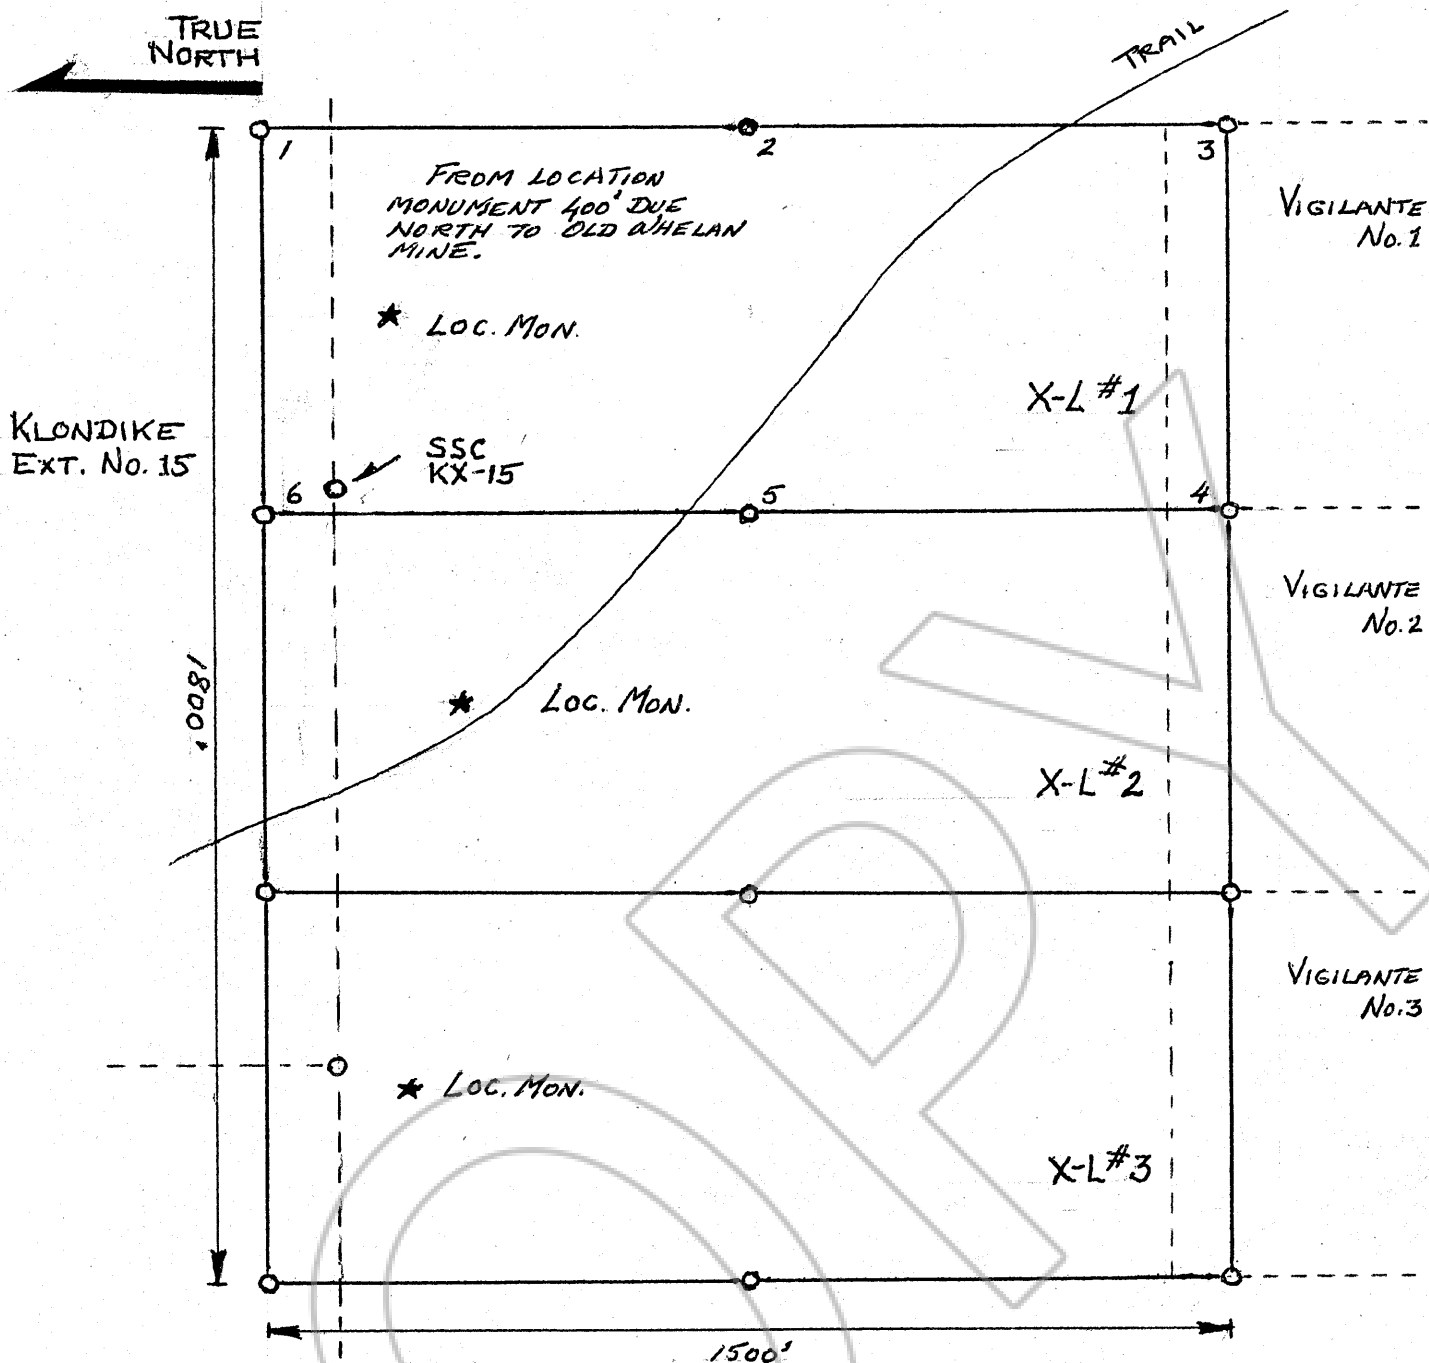 TRUE
NORTH
TRAIL
1
2
3
FROM LOCATION
MONUMENT 400' DUE
NORTH TO OLD WHELAN
MINE.
VIGILANTE
No. 1
LOC. MON.
X-L #1
KLONDIKE
EXT. No. 15
SSC
KX-15
6
5
4
VIGILANTE
No. 2
1800'
LOC. MON.
X-L #2
VIGILANTE
No. 3
LOC. MON.
X-L #3
1500'
OPY